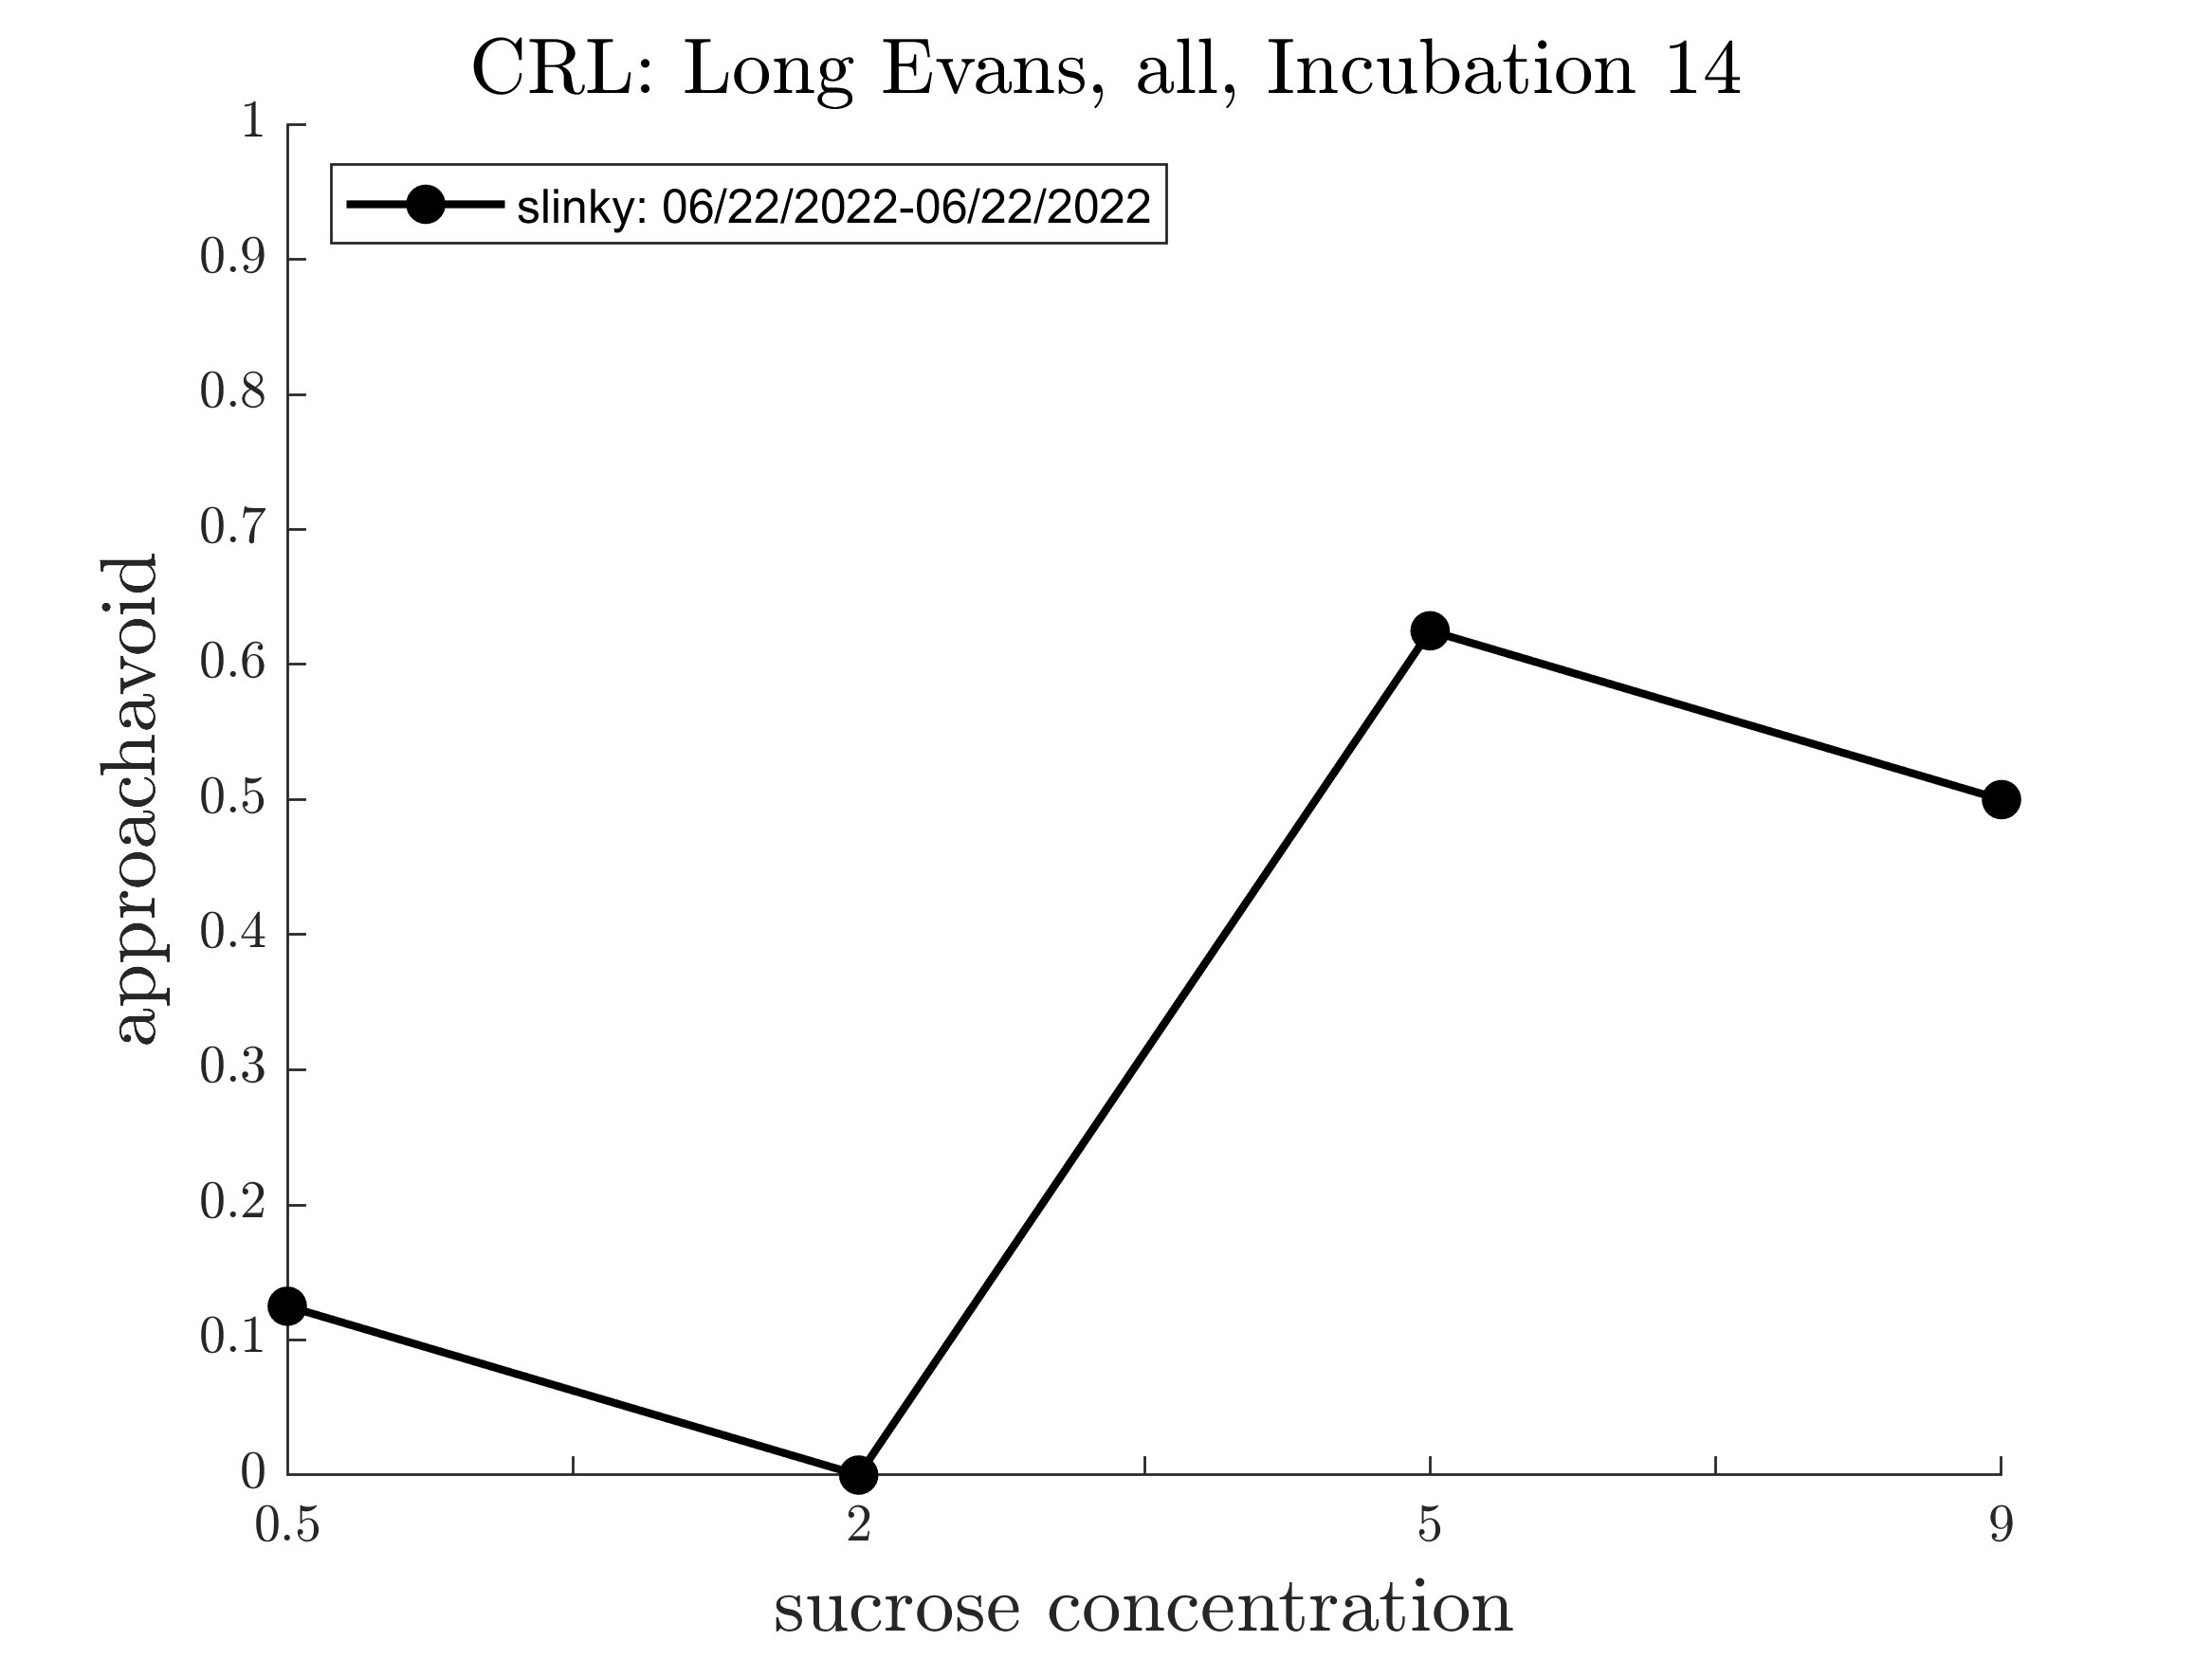 CRL: Long Evans, all, Incubation 14
slinky: 06/22/2022-06/22/2022
approachavoid
1
0.9
0.8
0.7
0.6
0.5
0.4
0.3
0.2
0.1
0
0.5 2 5 9
sucrose concentration